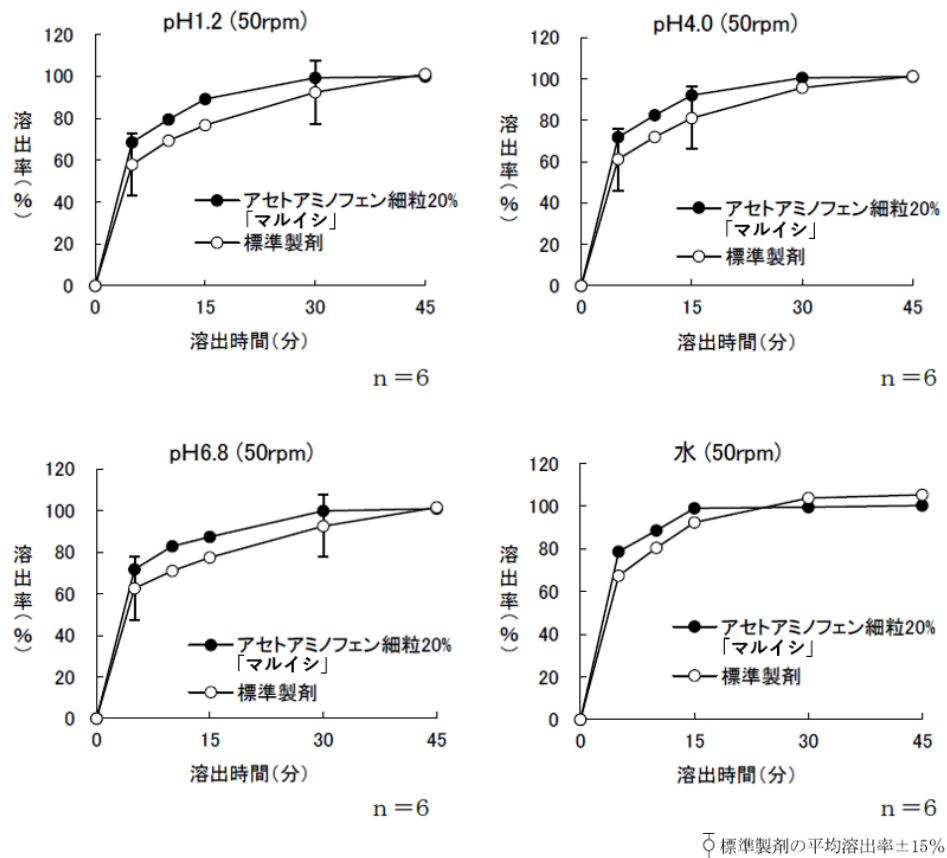 pH1.2 (50rpm)
120
100
80
60
40
20
0
溶出率(%)
アセトアミノフェン細粒20%
「マルイシ」
標準製剤
0 15 30 45
溶出時間(分)
n=6
pH4.0 (50rpm)
120
100
80
60
40
20
0
溶出率(%)
アセトアミノフェン細粒20%
「マルイシ」
標準製剤
0 15 30 45
溶出時間(分)
n=6
pH6.8 (50rpm)
120
100
80
60
40
20
0
溶出率(%)
アセトアミノフェン細粒20%
「マルイシ」
標準製剤
0 15 30 45
溶出時間(分)
n=6
水 (50rpm)
120
100
80
60
40
20
0
溶出率(%)
アセトアミノフェン細粒20%
「マルイシ」
標準製剤
0 15 30 45
溶出時間(分)
n=6
標準製剤の平均溶出率±15%